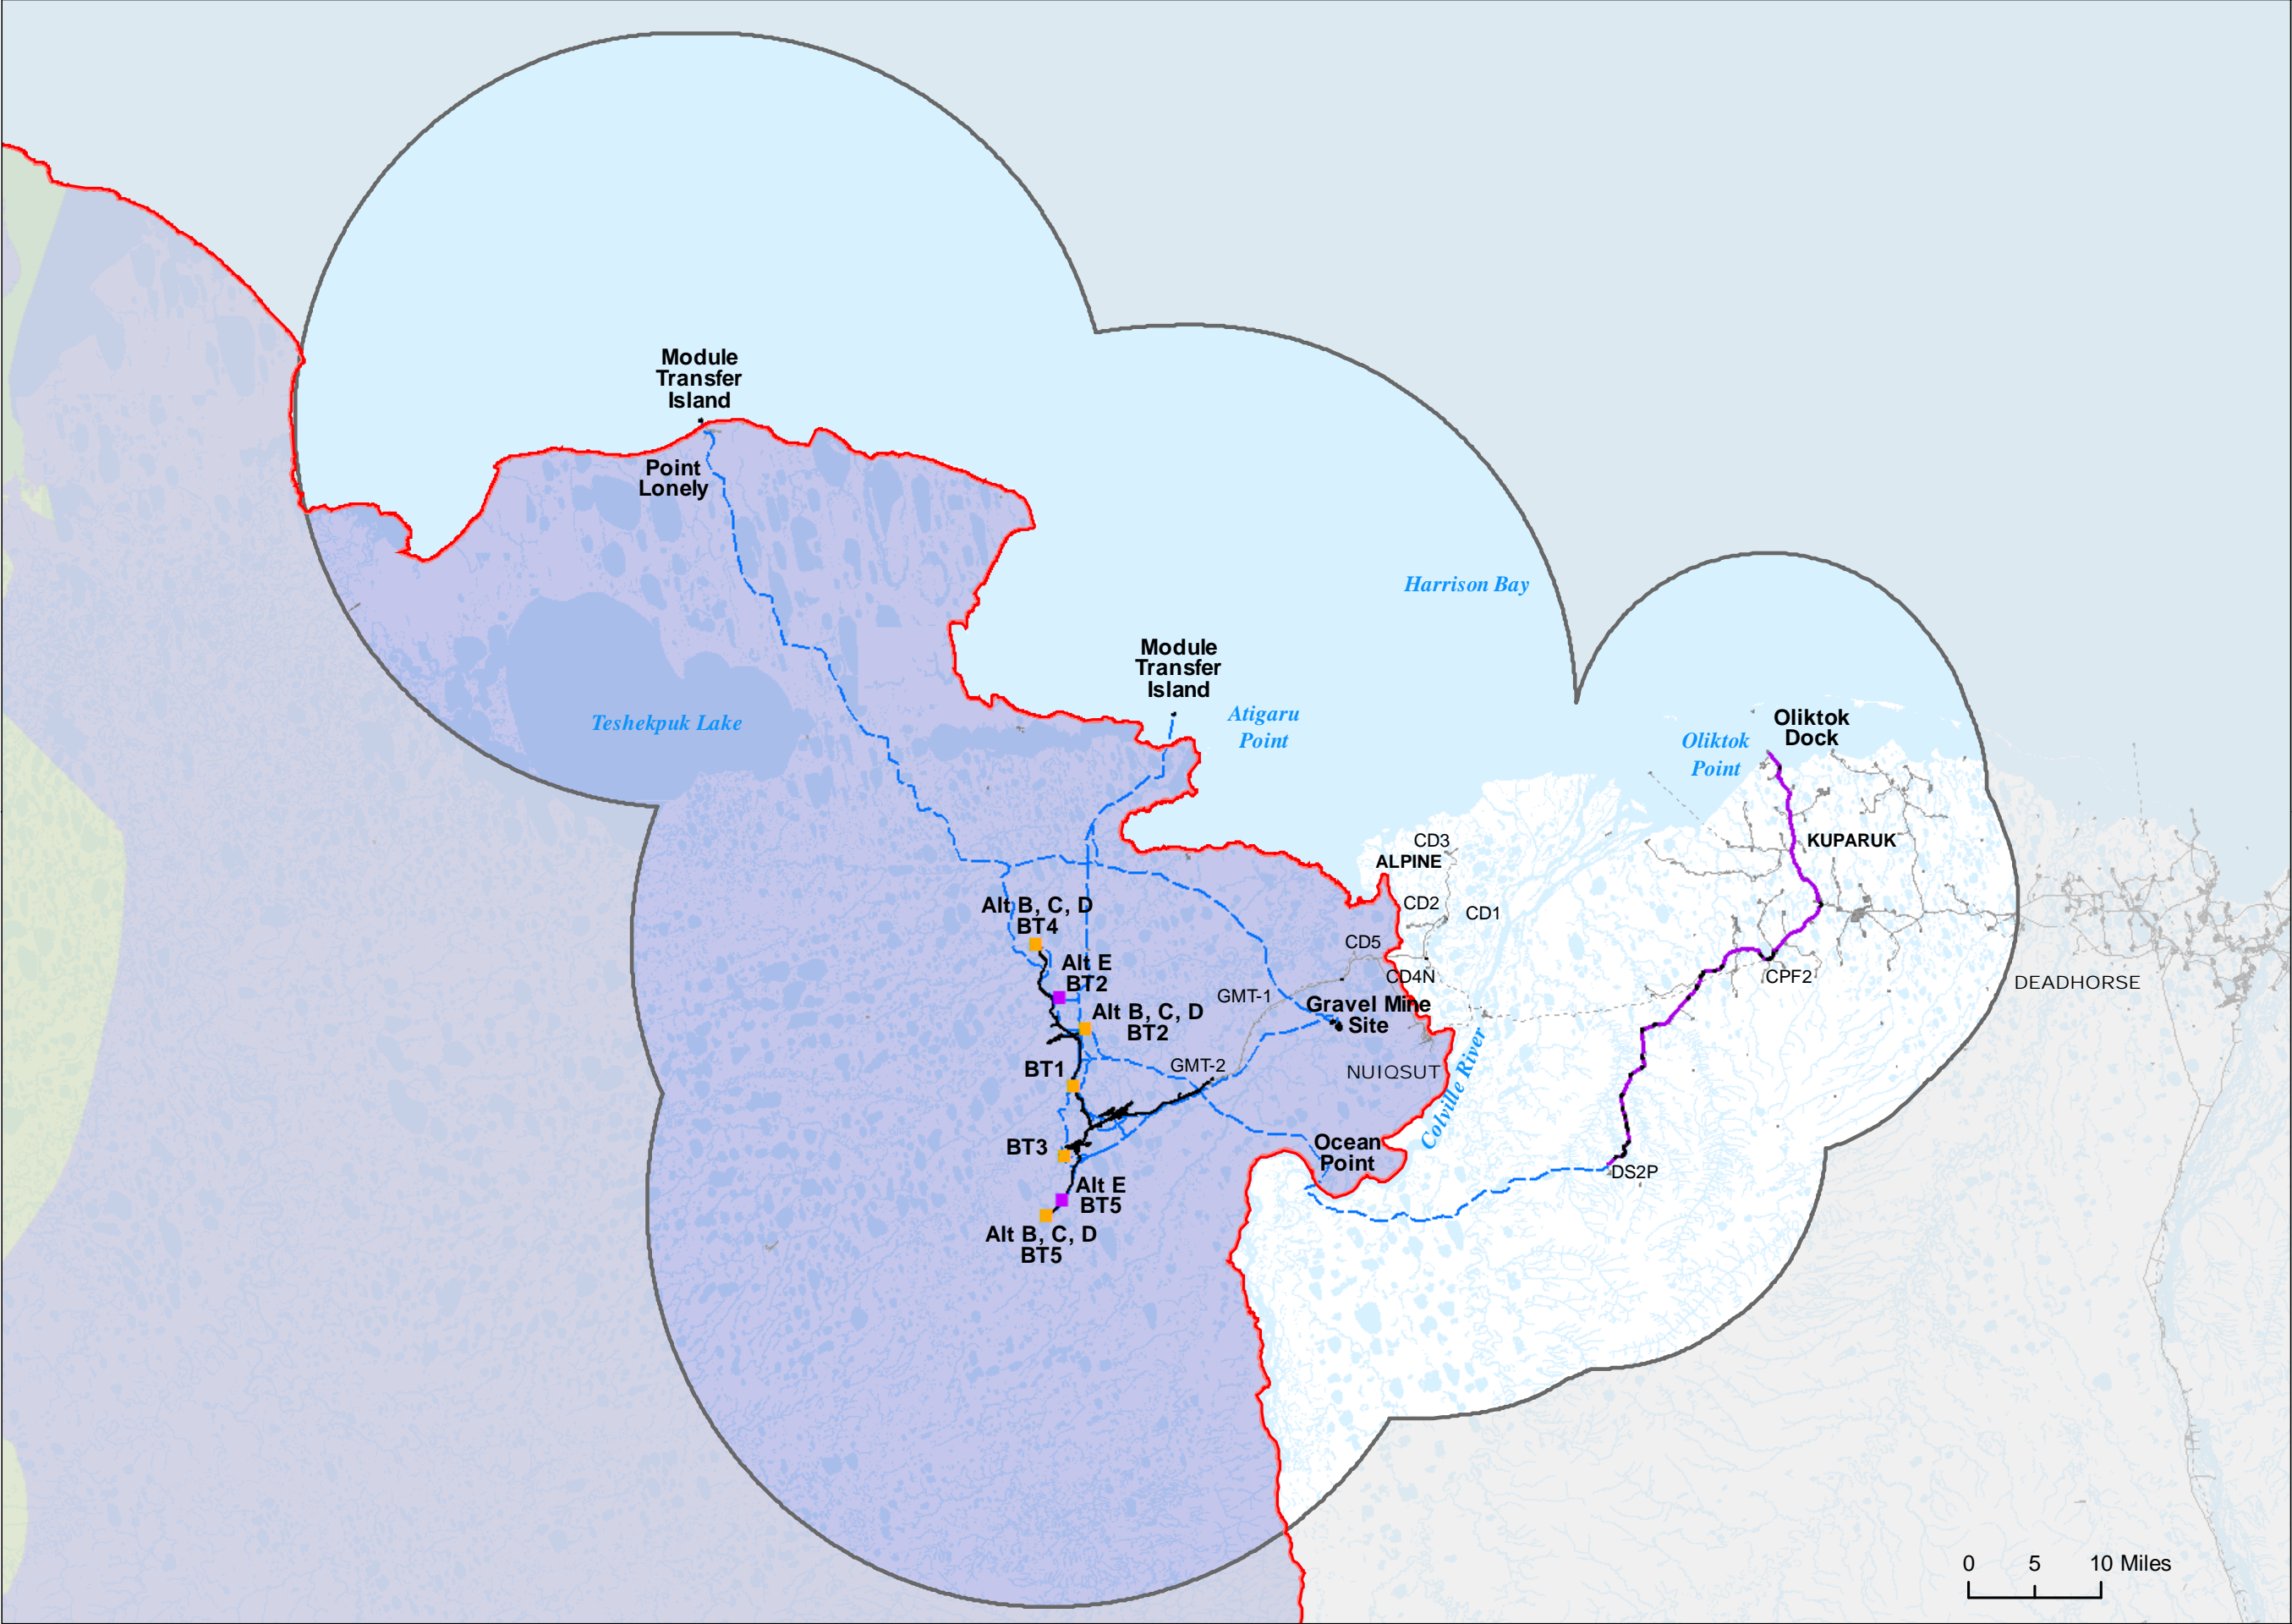 Module
Transfer
Island
Point
Lonely
Harrison Bay
Module
Transfer
Island
Teshekpuk Lake
Atigaru
Point
Oliktok
Dock
Oliktok
Point
CD3
KUPARUK
ALPINE
Alt B, C, D
BT4
CD2
CD1
CD5
Alt E
BT2
CD4N
CPF2
DEADHORSE
GMT-1
Gravel Mine
Site
Alt B, C, D
BT2
GMT-2
BT1
NUIQSUT
Colville River
BT3
Ocean
Point
DS2P
Alt E
BT5
Alt B, C, D
BT5
0 5 10 Miles